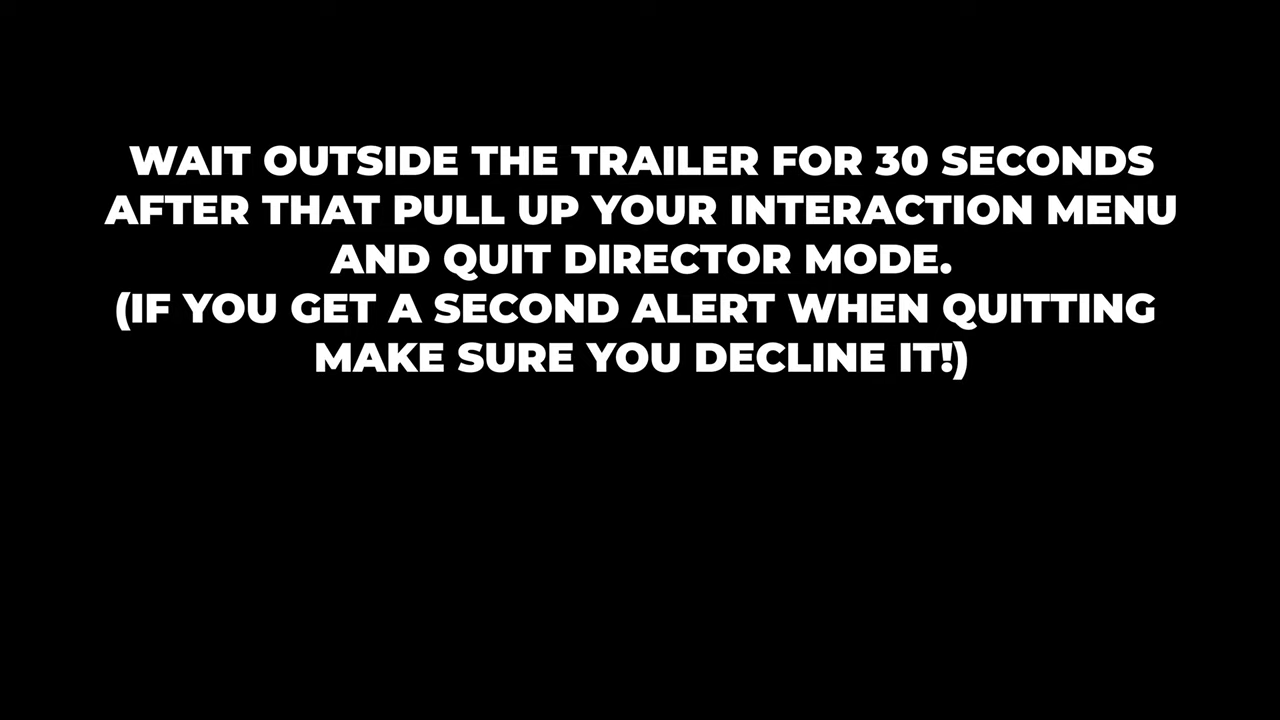 WAIT OUTSIDE THE TRAILER FOR 30 SECONDS
AFTER THAT PULL UP YOUR INTERACTION MENU
AND QUIT DIRECTOR MODE.
(IF YOU GET A SECOND ALERT WHEN QUITTING
MAKE SURE YOU DECLINE IT!)